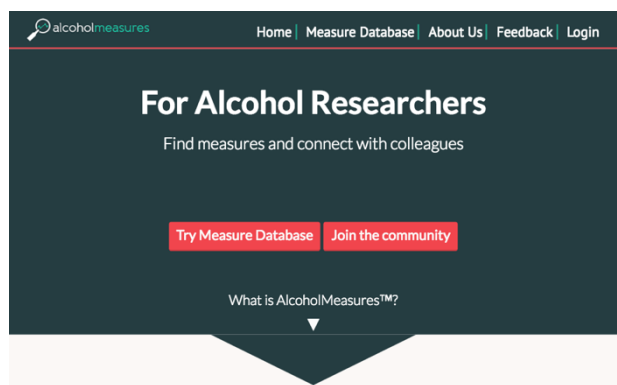 alcoholmeasures
Home | Measure Database | About Us | Feedback | Login
For Alcohol Researchers
Find measures and connect with colleagues
Try Measure Database
Join the community
What is AlcoholMeasures™?